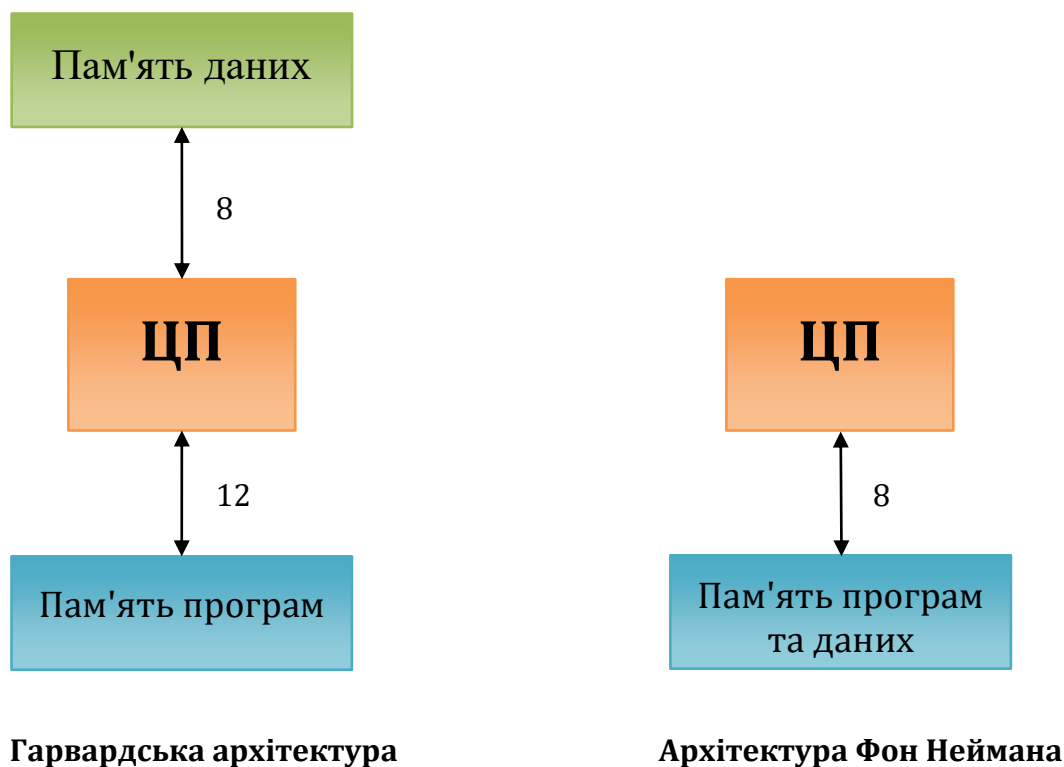 Пам'ять даних
8
ЦП
12
Пам'ять програм
Гарвардська архітектура
ЦП
8
Пам'ять програм
та даних
Архітектура Фон Неймана